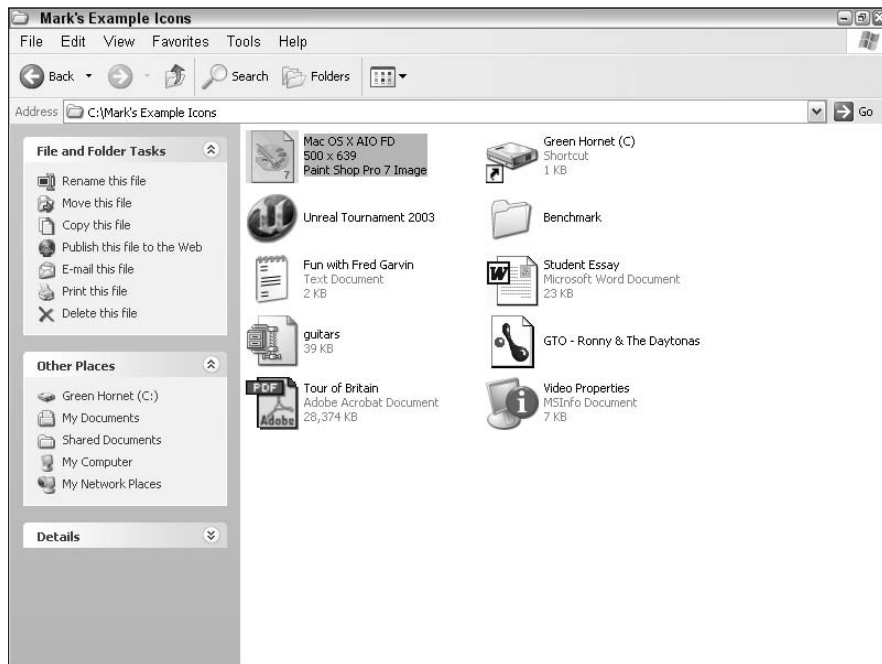 Mark's Example Icons
File Edit View Favorites Tools Help
Back Search Folders
Address C:\Mark's Example Icons Go
File and Folder Tasks
Rename this file
Move this file
Copy this file
Publish this file to the Web
E-mail this file
Print this file
Delete this file
Other Places
Green Hornet (C:)
My Documents
Shared Documents
My Computer
My Network Places
Details
7
Mac OS X AIO FD
500 x 639
Paint Shop Pro 7 Image
Green Hornet (C)
Shortcut
1 KB
Unreal Tournament 2003
Benchmark
Fun with Fred Garvin
Text Document
2 KB
W
Student Essay
Microsoft Word Document
23 KB
guitars
39 KB
GTO - Ronny & The Daytonas
PDF
Adobe
Tour of Britain
Adobe Acrobat Document
28,374 KB
i
Video Properties
MSInfo Document
7 KB